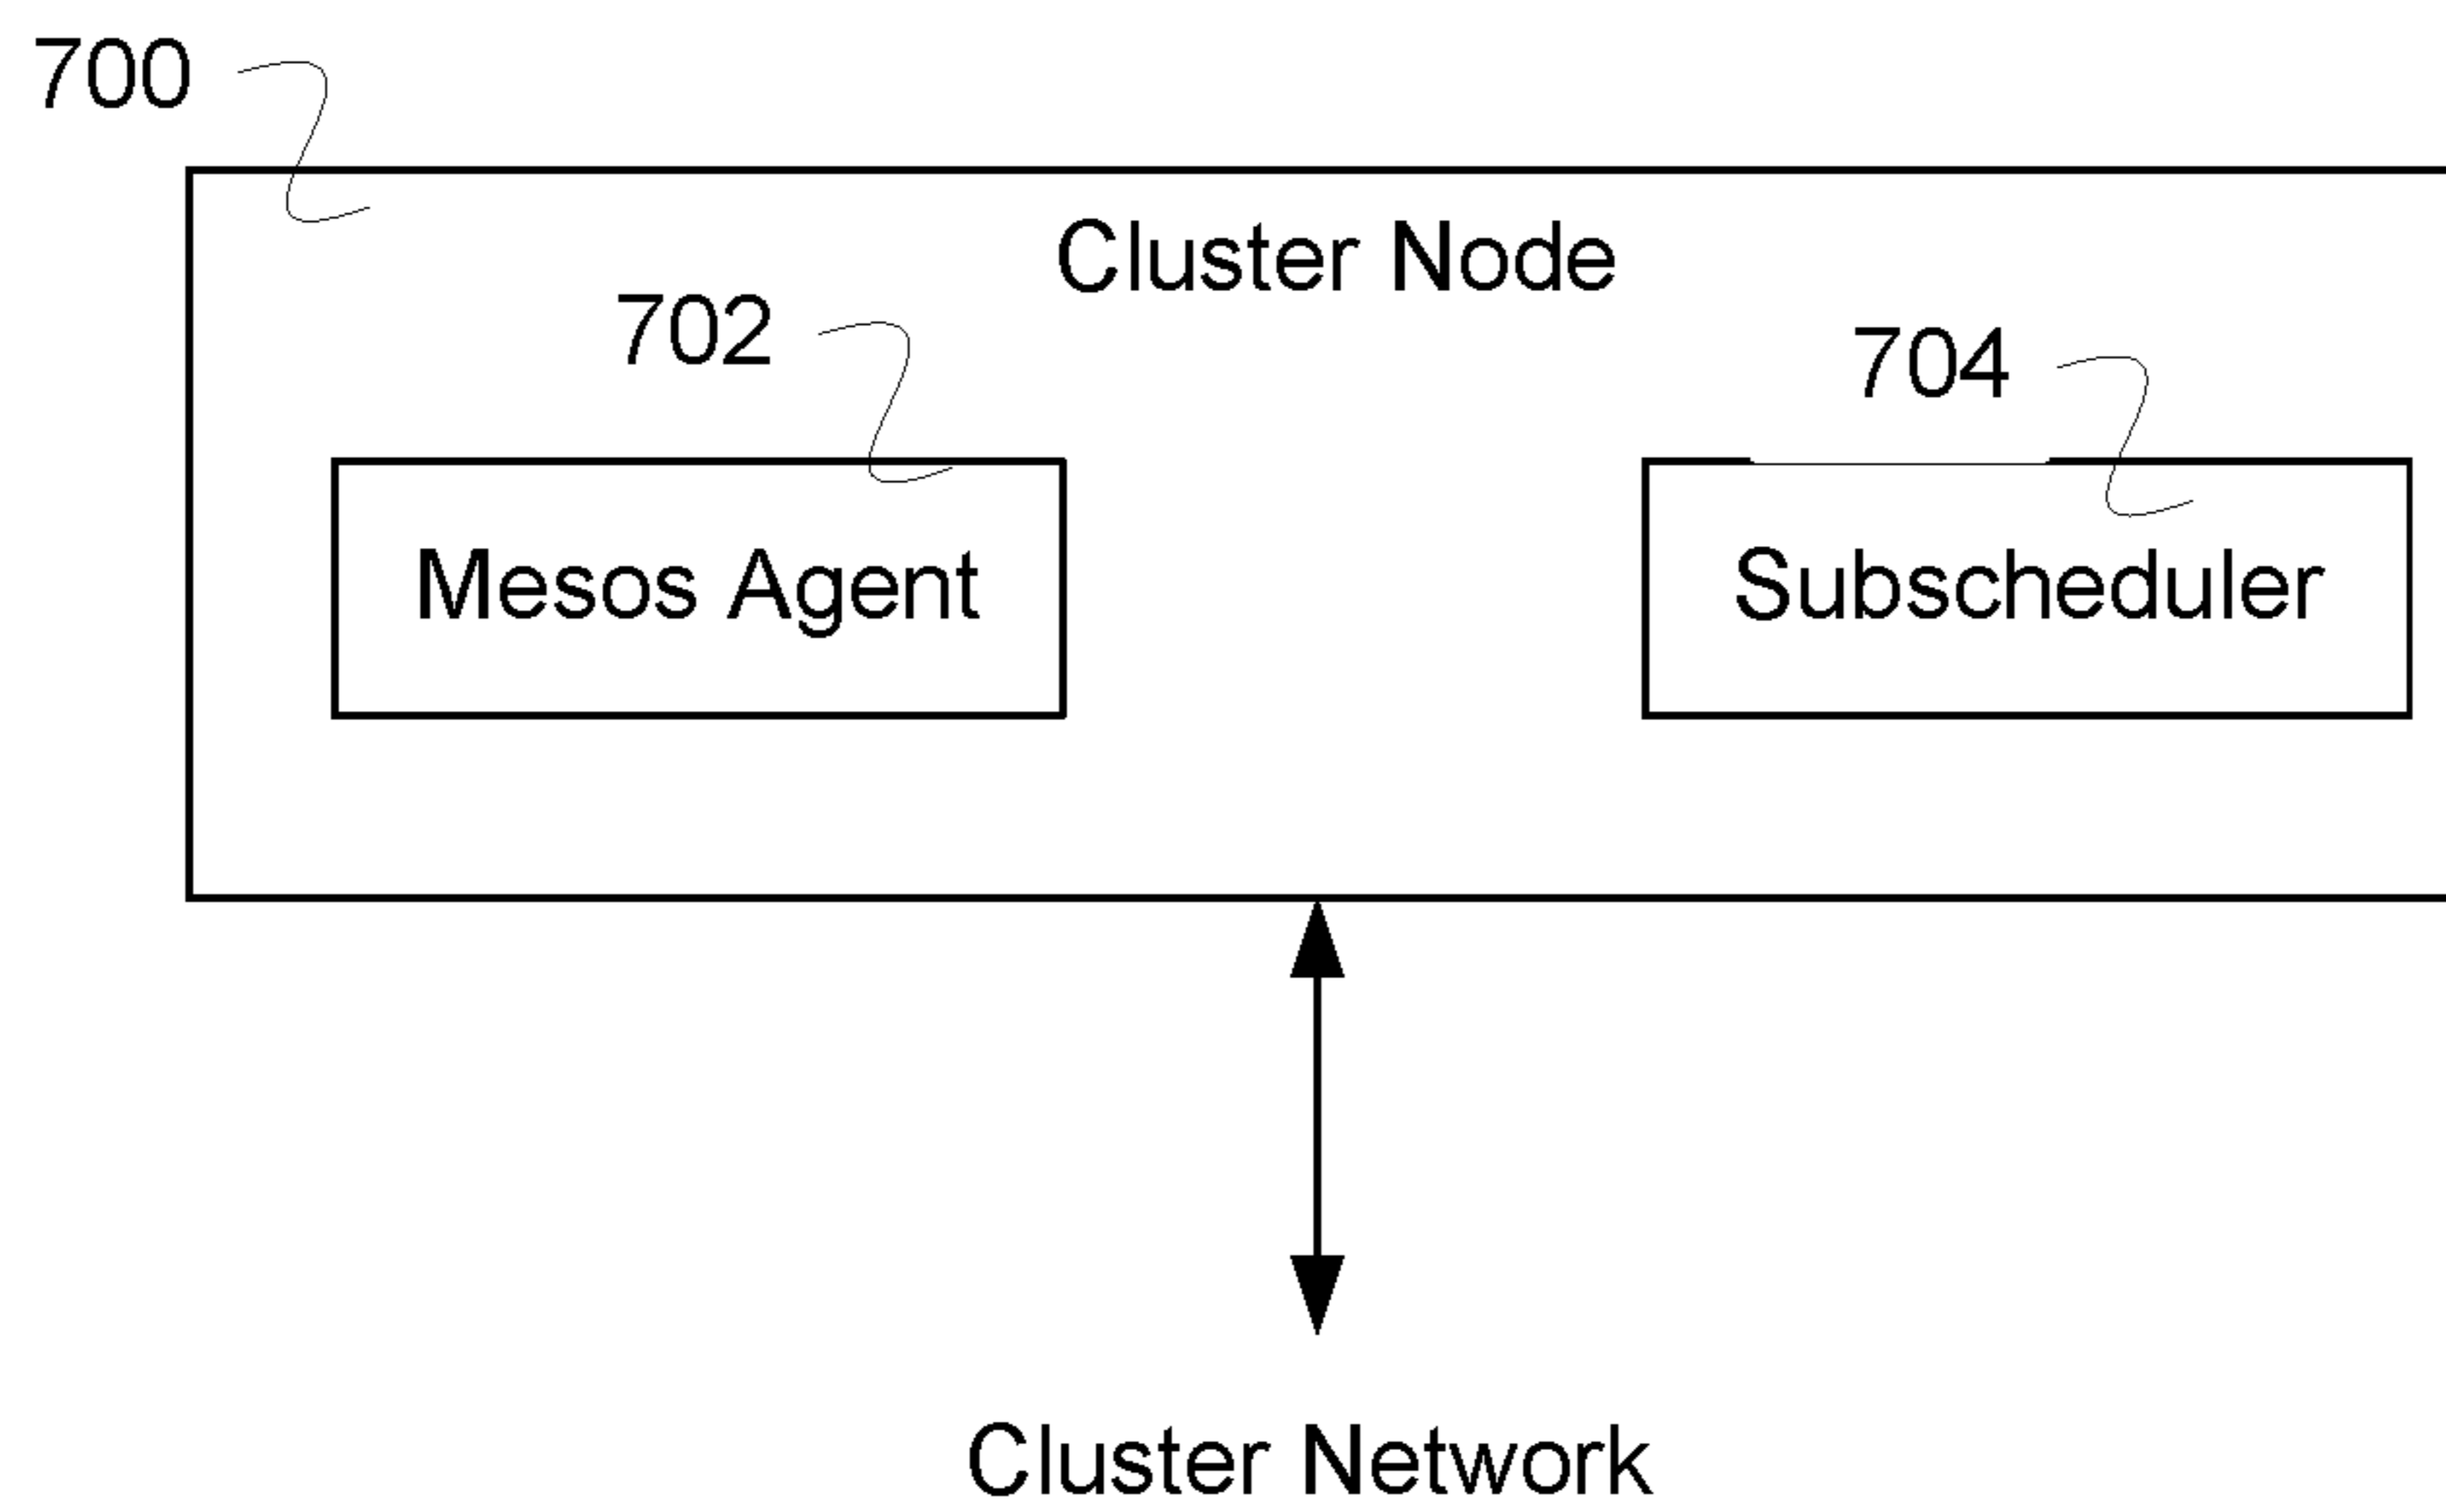 700
Cluster Node
702
704
Mesos Agent
Subscheduler
Cluster Network